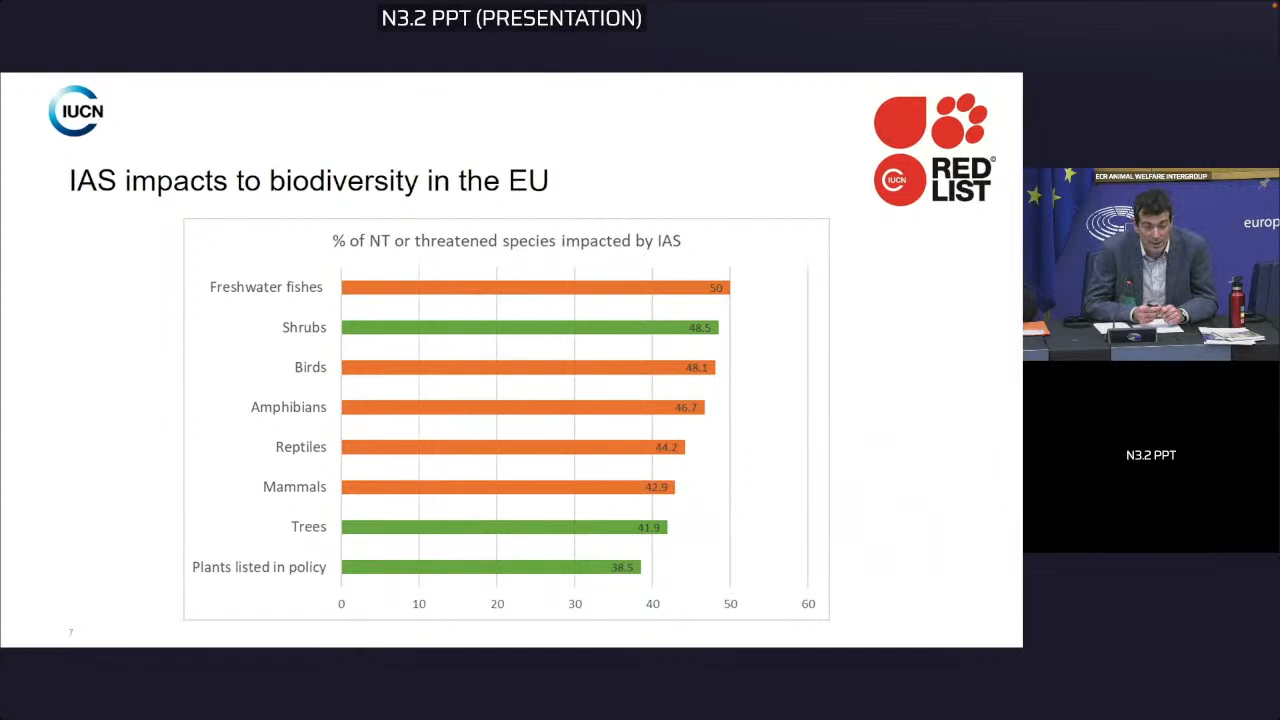 N3.2 PPT (PRESENTATION)
IUCN
IUCN
RED
LIST
IAS impacts to biodiversity in the EU
% of NT or threatened species impacted by IAS
Freshwater fishes 50
Shrubs 48.5
Birds 48.1
Amphibians 46.7
Reptiles 44.2
Mammals 42.9
Trees 41.9
Plants listed in policy 38.5
0 10 20 30 40 50 60
7
ECR ANIMAL WELFARE INTERGROUP
europ
N3.2 PPT